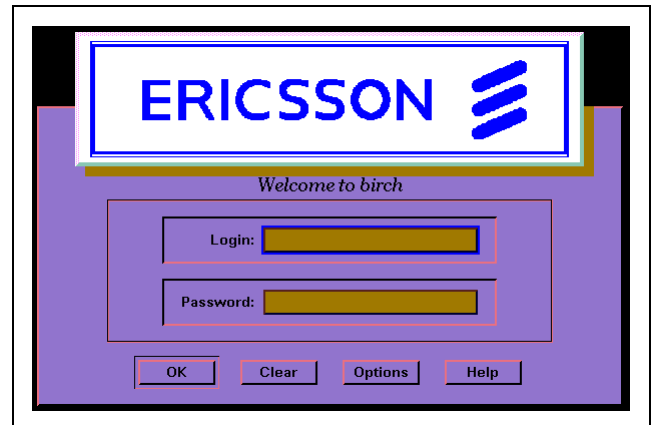 ERICSSON
Welcome to birch
Login:
Password:
OK Clear Options Help